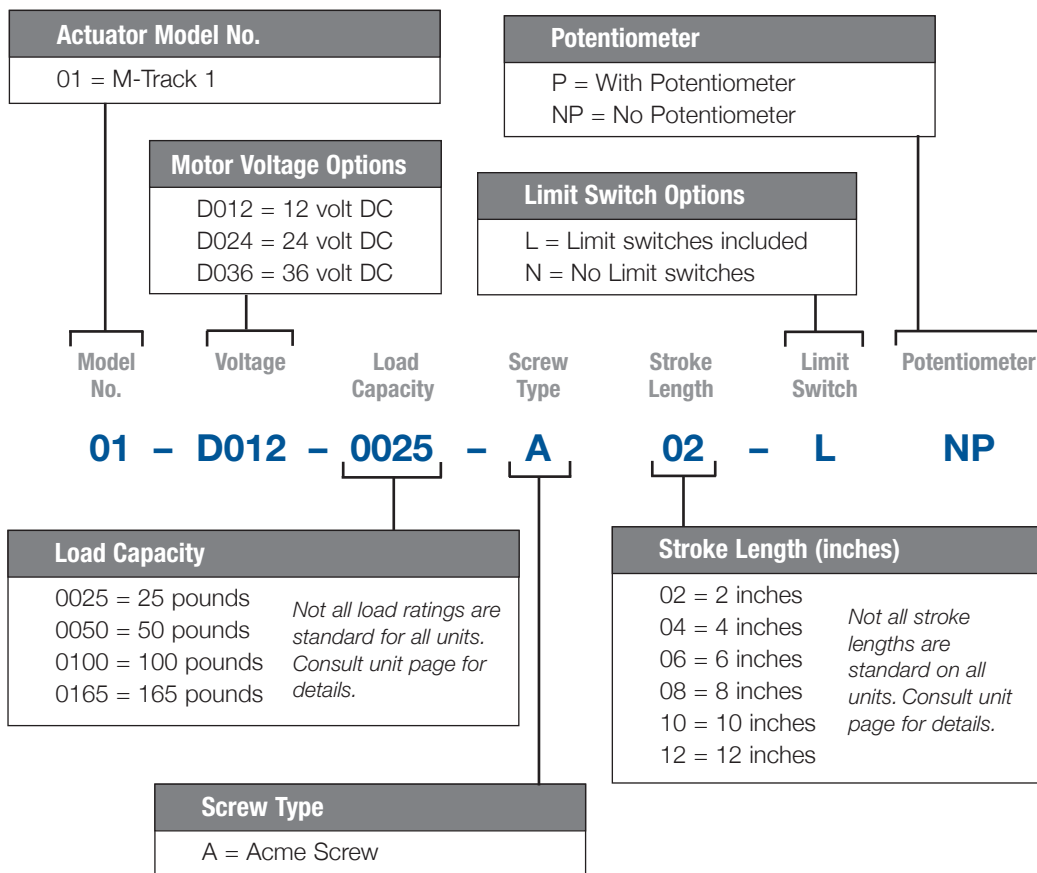 Actuator Model No.
01 = M-Track 1
Potentiometer
P = With Potentiometer
NP = No Potentiometer
Motor Voltage Options
D012 = 12 volt DC
D024 = 24 volt DC
D036 = 36 volt DC
Limit Switch Options
L = Limit switches included
N = No Limit switches
Model
No.
Voltage
Load
Capacity
Screw
Type
Stroke
Length
Limit
Switch
Potentiometer
01 – D012 – 0025 – A 02 – L NP
Load Capacity
0025 = 25 pounds
0050 = 50 pounds
0100 = 100 pounds
0165 = 165 pounds
Not all load ratings are
standard for all units.
Consult unit page for
details.
Stroke Length (inches)
02 = 2 inches
04 = 4 inches
06 = 6 inches
08 = 8 inches
10 = 10 inches
12 = 12 inches
Not all stroke
lengths are
standard on all
units. Consult unit
page for details.
Screw Type
A = Acme Screw